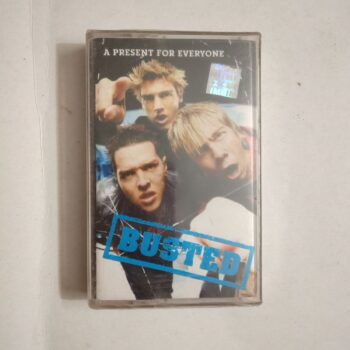 A PRESENT FOR EVERYONE
BUSTED